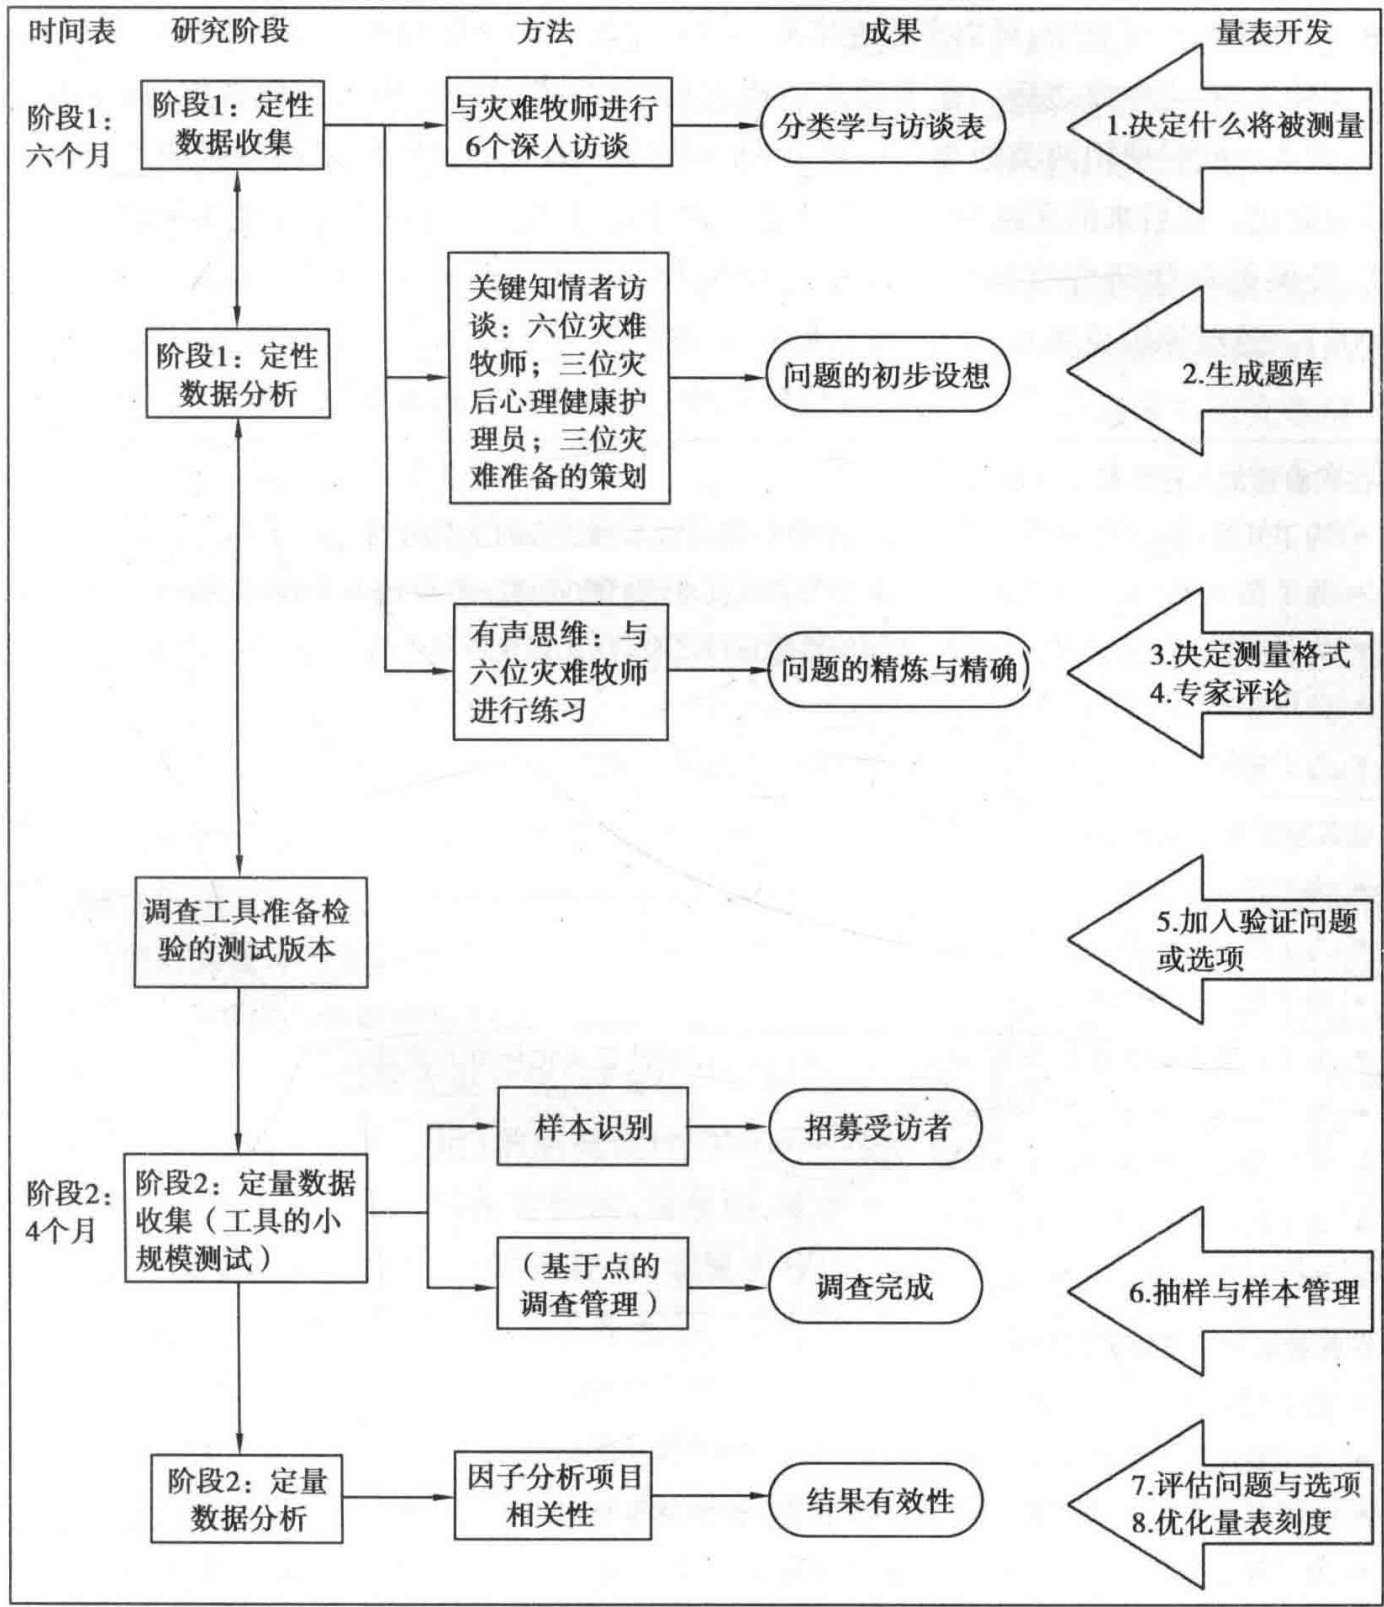 时间表 研究阶段 方法 成果 量表开发
阶段1：
六个月
阶段1：定性
数据收集
与灾难牧师进行
6个深人访谈
分类学与访谈表
1.决定什么将被测量
阶段1：定性
数据分析
关键知情者访
谈：六位灾难
牧师；三位灾
后心理健康护
理员；三位灾
难准备的策划
问题的初步设想
2.生成题库
有声思维：与
六位灾难牧师
进行练习
问题的精炼与精确
3.决定测量格式
4.专家评论
调查工具准备检
验的测试版本
5.加人验证问题
或选项
阶段2：
4个月
阶段2：定量数据
收集（工具的小
规模测试）
样本识别
招募受访者
（基于点的
调查管理）
调查完成
6.抽样与样本管理
阶段2：定量
数据分析
因子分析项目
相关性
结果有效性
7.评估问题与选项
8.优化量表刻度